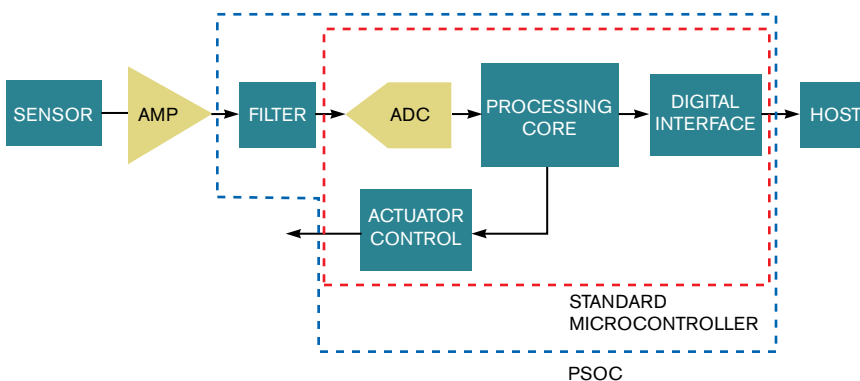 SENSOR
AMP
FILTER
ADC
PROCESSING
CORE
DIGITAL
INTERFACE
HOST
ACTUATOR
CONTROL
STANDARD
MICROCONTROLLER
PSOC